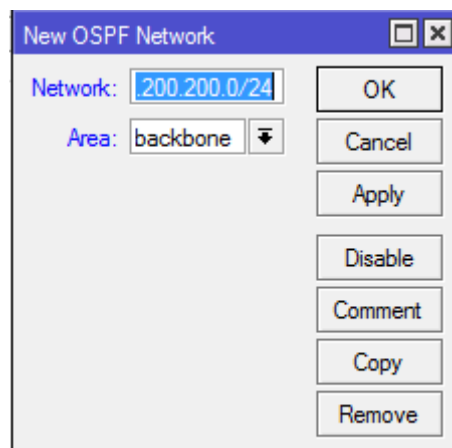 New OSPF Network
Network: .200.200.0/24
OK
Area: backbone
Cancel
Apply
Disable
Comment
Copy
Remove